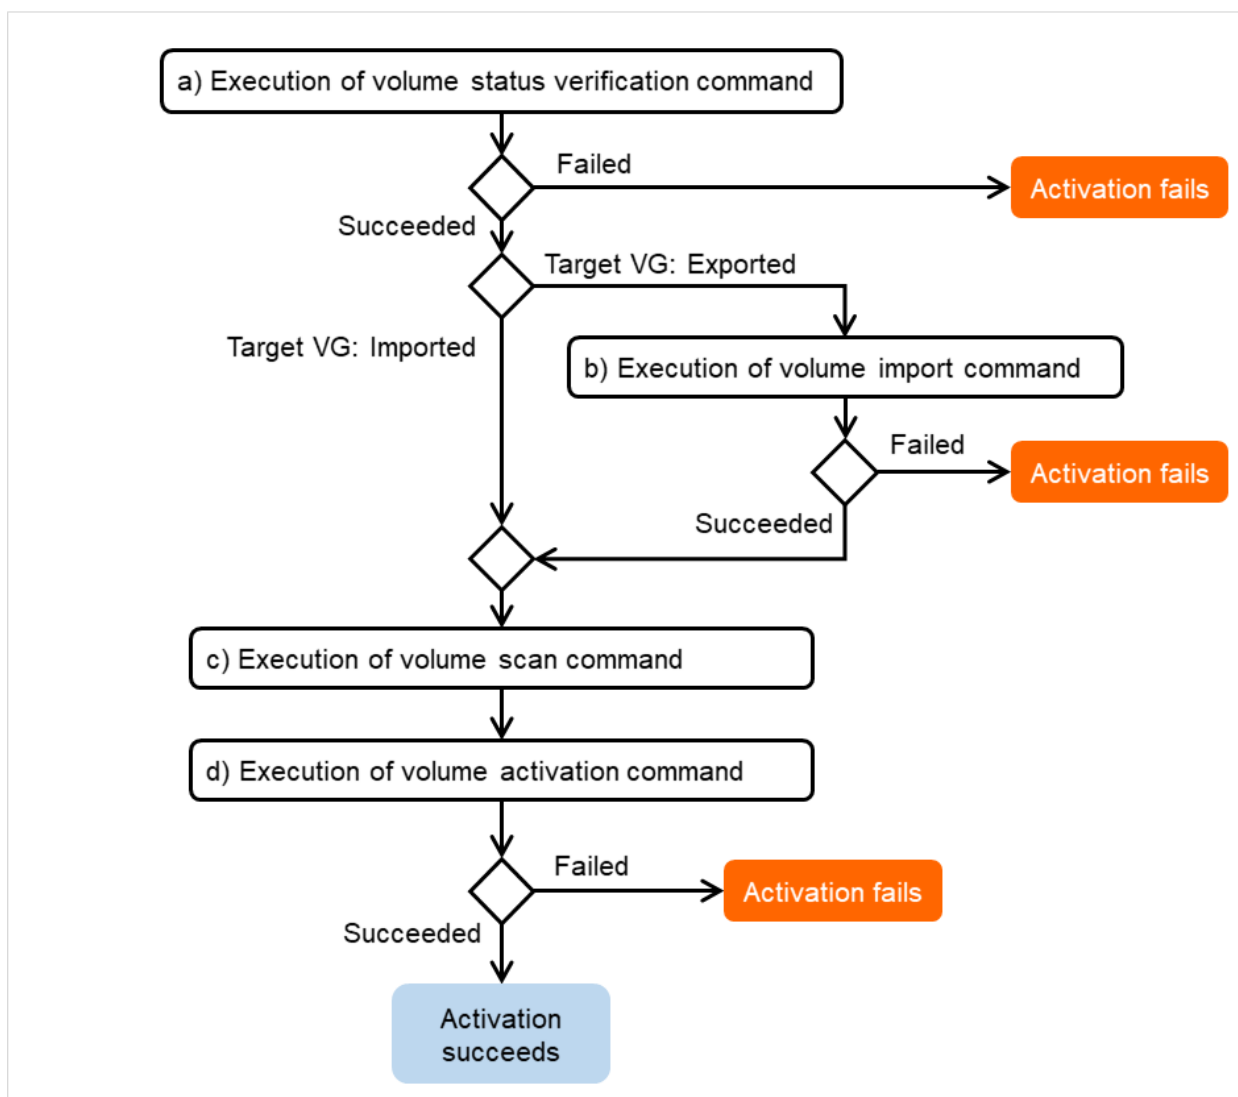 a) Execution of volume status verification command
Failed
Activation fails
Succeeded
Target VG: Exported
Target VG: Imported
b) Execution of volume import command
Failed
Activation fails
Succeeded
c) Execution of volume scan command
d) Execution of volume activation command
Failed
Activation fails
Succeeded
Activation
succeeds